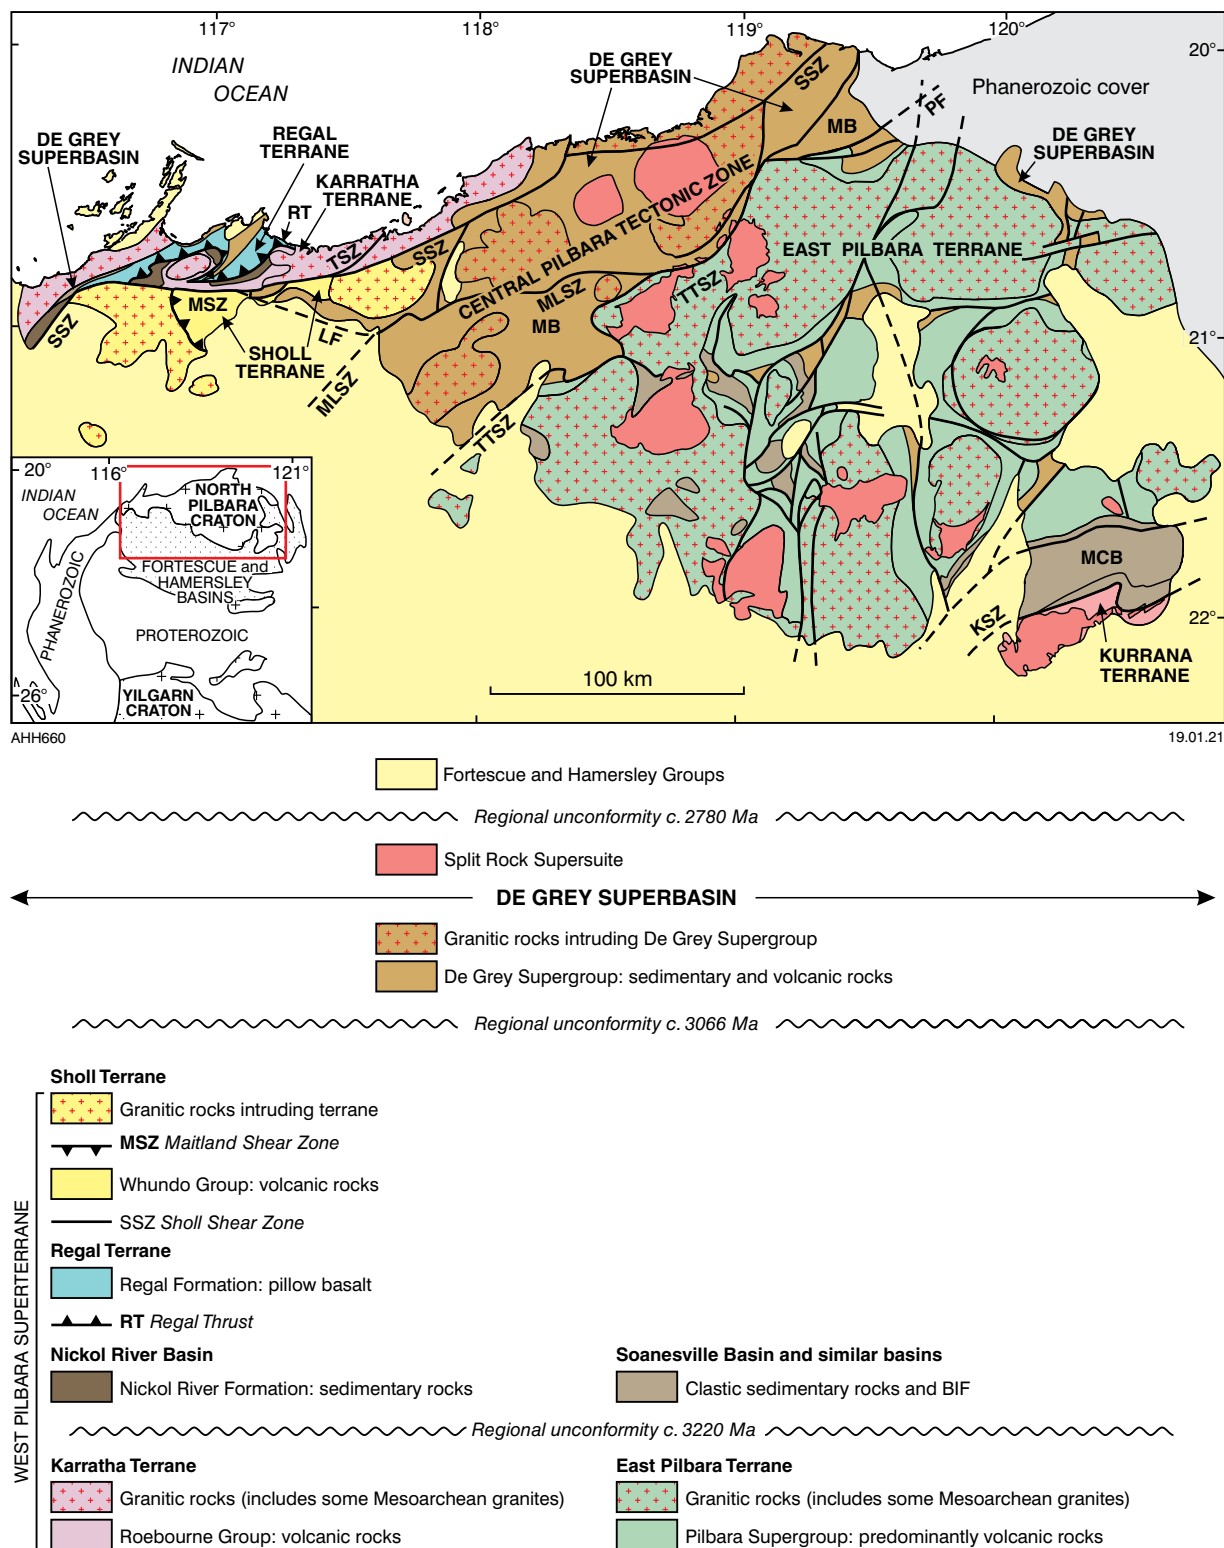 117°
118°
119°
120°
20°
21°
22°
INDIAN
OCEAN
DE GREY
SUPERBASIN
SSZ
MB
PF
Phanerozoic cover
DE GREY
SUPERBASIN
DE GREY
SUPERBASIN
REGAL
TERRANE
RT
KARRATHA
TERRANE
TSZ
SSZ
CENTRAL PILBARA TECTONIC ZONE
EAST PILBARA TERRANE
MLSZ
TTSZ
MB
SSZ
MSZ
SHOLL
TERRANE
LF
MLSZ
TTSZ
MCB
KSZ
KURRANA
TERRANE
100 km
20°
116°
121°
INDIAN
OCEAN
NORTH
PILBARA
CRATON
FORTESCUE and
HAMERSLEY
BASINS
PHANEROZOIC
PROTEROZOIC
26°
YILGARN
CRATON
AHH660
19.01.21
Fortescue and Hamersley Groups
Regional unconformity c. 2780 Ma
Split Rock Supersuite
DE GREY SUPERBASIN
Granitic rocks intruding De Grey Supergroup
De Grey Supergroup: sedimentary and volcanic rocks
Regional unconformity c. 3066 Ma
WEST PILBARA SUPERTERRANE
Sholl Terrane
Granitic rocks intruding terrane
MSZ Maitland Shear Zone
Whundo Group: volcanic rocks
SSZ Sholl Shear Zone
Regal Terrane
Regal Formation: pillow basalt
RT Regal Thrust
Nickol River Basin
Nickol River Formation: sedimentary rocks
Soanesville Basin and similar basins
Clastic sedimentary rocks and BIF
Regional unconformity c. 3220 Ma
Karratha Terrane
Granitic rocks (includes some Mesoarchean granites)
Roebourne Group: volcanic rocks
East Pilbara Terrane
Granitic rocks (includes some Mesoarchean granites)
Pilbara Supergroup: predominantly volcanic rocks